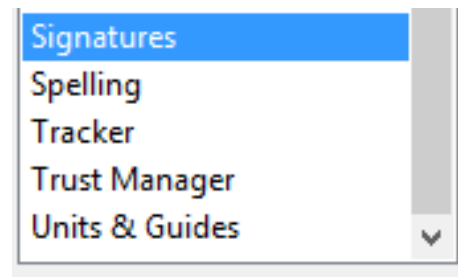 Signatures
Spelling
Tracker
Trust Manager
Units & Guides